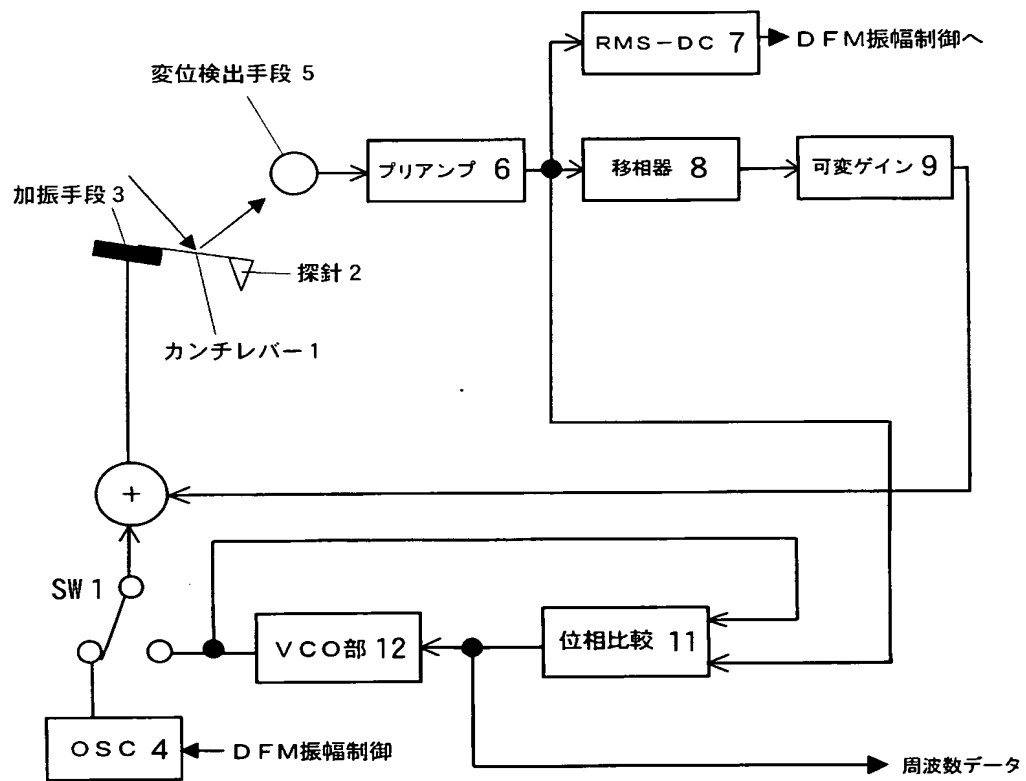 RMS-DC 7
DFM振幅制御へ
変位検出手段 5
プリアンプ 6
移相器 8
可変ゲイン 9
加振手段 3
探針 2
カンチレバー 1
+
SW1
VCO部 12
位相比較 11
OSC 4
DFM振幅制御
周波数データ